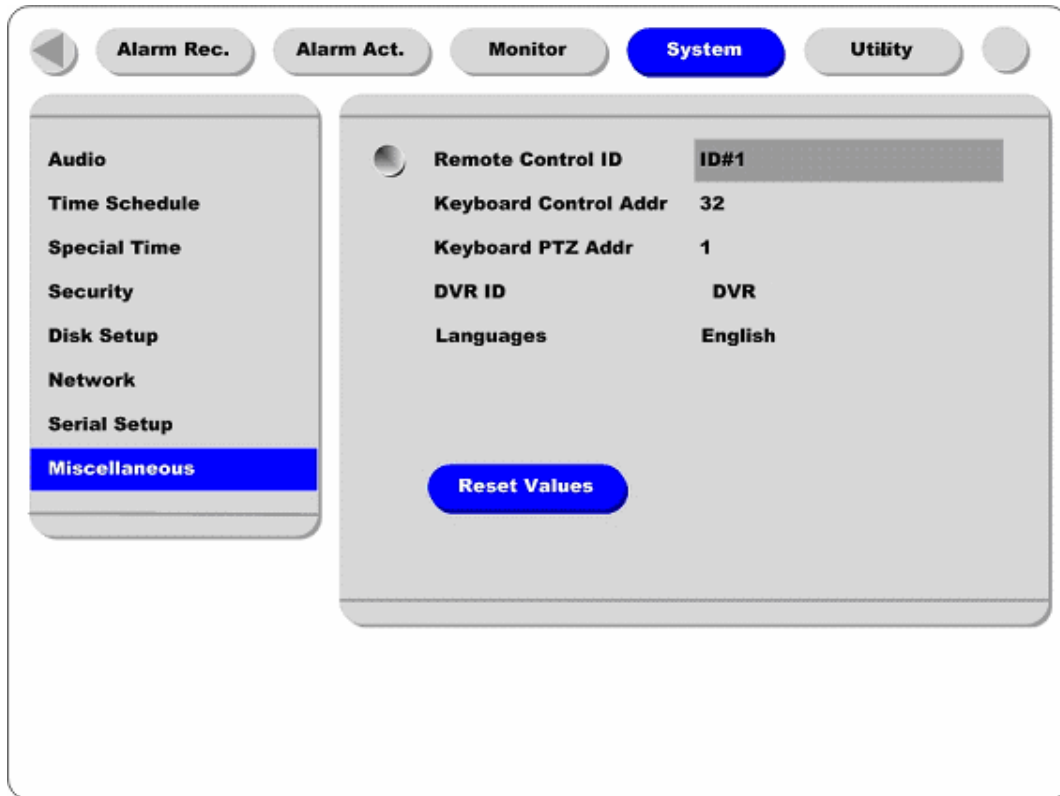 Alarm Rec. Alarm Act. Monitor System Utility
Audio
Time Schedule
Special Time
Security
Disk Setup
Network
Serial Setup
Miscellaneous
Remote Control ID ID#1
Keyboard Control Addr 32
Keyboard PTZ Addr 1
DVR ID DVR
Languages English
Reset Values